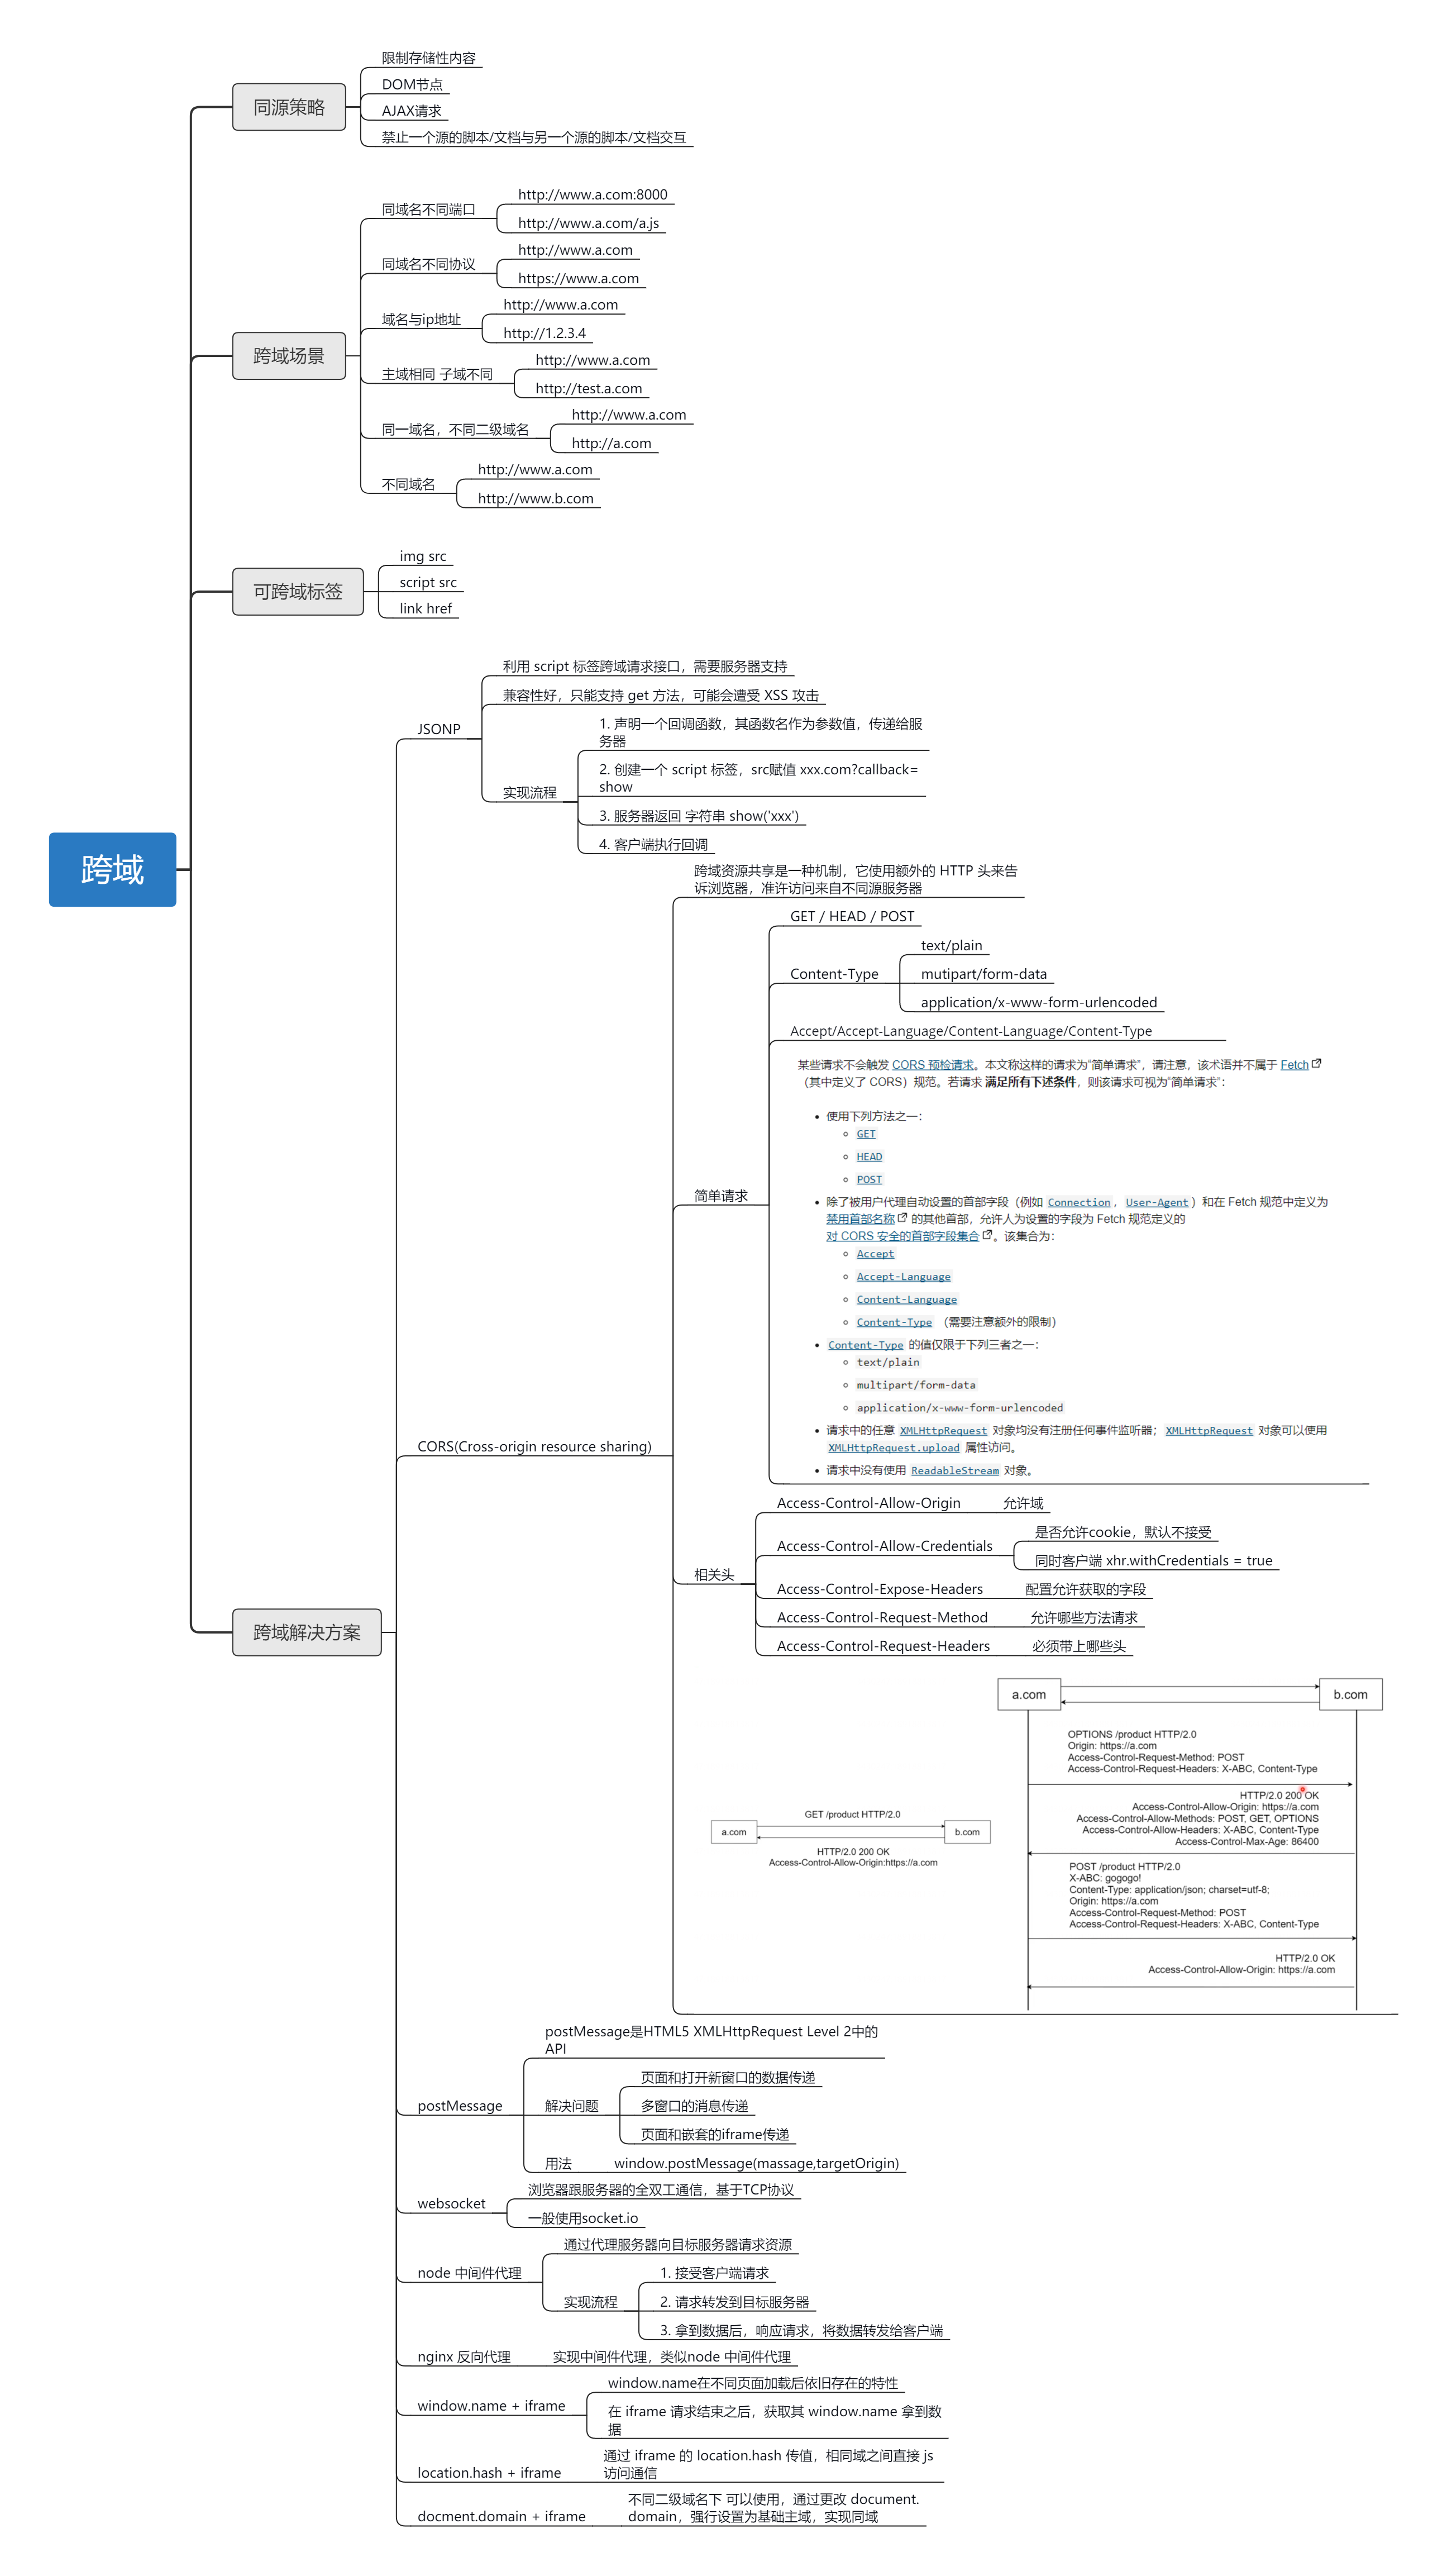 跨域
同源策略
限制存储性内容
DOM节点
AJAX请求
禁止一个源的脚本/文档与另一个源的脚本/文档交互
跨域场景
同域名不同端口
http://www.a.com:8000
http://www.a.com/a.js
同域名不同协议
http://www.a.com
https://www.a.com
域名与ip地址
http://www.a.com
http://1.2.3.4
主域相同 子域不同
http://www.a.com
http://test.a.com
同一域名，不同二级域名
http://www.a.com
http://a.com
不同域名
http://www.a.com
http://www.b.com
可跨域标签
img src
script src
link href
跨域解决方案
JSONP
利用 script 标签跨域请求接口，需要服务器支持
兼容性好，只能支持 get 方法，可能会遭受 XSS 攻击
实现流程
1. 声明一个回调函数，其函数名作为参数值，传递给服
务器
2. 创建一个 script 标签，src赋值 xxx.com?callback=
show
3. 服务器返回 字符串 show('xxx')
4. 客户端执行回调
CORS(Cross-origin resource sharing)
跨域资源共享是一种机制，它使用额外的 HTTP 头来告
诉浏览器，准许访问来自不同源服务器
简单请求
GET / HEAD / POST
Content-Type
text/plain
mutipart/form-data
application/x-www-form-urlencoded
Accept/Accept-Language/Content-Language/Content-Type
某些请求不会触发 CORS 预检请求。本文称这样的请求为“简单请求”，请注意，该术语并不属于 Fetch
（其中定义了 CORS）规范。若请求 满足所有下述条件，则该请求可视为“简单请求”：
• 使用下列方法之一：
◦ GET
◦ HEAD
◦ POST
• 除了被用户代理自动设置的首部字段（例如 Connection，User-Agent）和在 Fetch 规范中定义为
禁用首部名称 的其他首部，允许人为设置的字段为 Fetch 规范定义的
对 CORS 安全的首部字段集合。该集合为：
◦ Accept
◦ Accept-Language
◦ Content-Language
◦ Content-Type （需要注意额外的限制）
• Content-Type 的值仅限于下列三者之一：
◦ text/plain
◦ multipart/form-data
◦ application/x-www-form-urlencoded
• 请求中的任意 XMLHttpRequest 对象均没有注册任何事件监听器；XMLHttpRequest 对象可以使用
XMLHttpRequest.upload 属性访问。
• 请求中没有使用 ReadableStream 对象。
相关头
Access-Control-Allow-Origin
允许域
Access-Control-Allow-Credentials
是否允许cookie，默认不接受
同时客户端 xhr.withCredentials = true
Access-Control-Expose-Headers
配置允许获取的字段
Access-Control-Request-Method
允许哪些方法请求
Access-Control-Request-Headers
必须带上哪些头
a.com
b.com
GET /product HTTP/2.0
HTTP/2.0 200 OK
Access-Control-Allow-Origin:https://a.com
a.com
b.com
OPTIONS /product HTTP/2.0
Origin: https://a.com
Access-Control-Request-Method: POST
Access-Control-Request-Headers: X-ABC, Content-Type
HTTP/2.0 200 OK
Access-Control-Allow-Origin: https://a.com
Access-Control-Allow-Methods: POST, GET, OPTIONS
Access-Control-Allow-Headers: X-ABC, Content-Type
Access-Control-Max-Age: 86400
POST /product HTTP/2.0
X-ABC: gogogo!
Content-Type: application/json; charset=utf-8;
Origin: https://a.com
Access-Control-Request-Method: POST
Access-Control-Request-Headers: X-ABC, Content-Type
HTTP/2.0 OK
Access-Control-Allow-Origin: https://a.com
postMessage
postMessage是HTML5 XMLHttpRequest Level 2中的
API
解决问题
页面和打开新窗口的数据传递
多窗口的消息传递
页面和嵌套的iframe传递
用法
window.postMessage(massage,targetOrigin)
websocket
浏览器跟服务器的全双工通信，基于TCP协议
一般使用socket.io
node 中间件代理
通过代理服务器向目标服务器请求资源
实现流程
1. 接受客户端请求
2. 请求转发到目标服务器
3. 拿到数据后，响应请求，将数据转发给客户端
nginx 反向代理
实现中间件代理，类似node 中间件代理
window.name + iframe
window.name在不同页面加载后依旧存在的特性
在 iframe 请求结束之后，获取其 window.name 拿到数
据
location.hash + iframe
通过 iframe 的 location.hash 传值，相同域之间直接 js
访问通信
docment.domain + iframe
不同二级域名下 可以使用，通过更改 document.
domain，强行设置为基础主域，实现同域